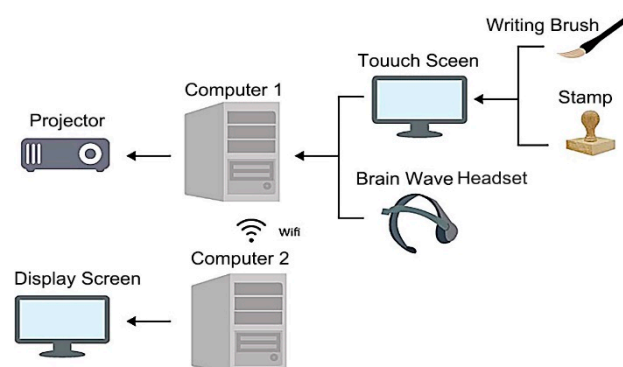 Writing Brush
Touuch Sceen
Stamp
Computer 1
Projector
Brain Wave Headset
Wifi
Computer 2
Display Screen